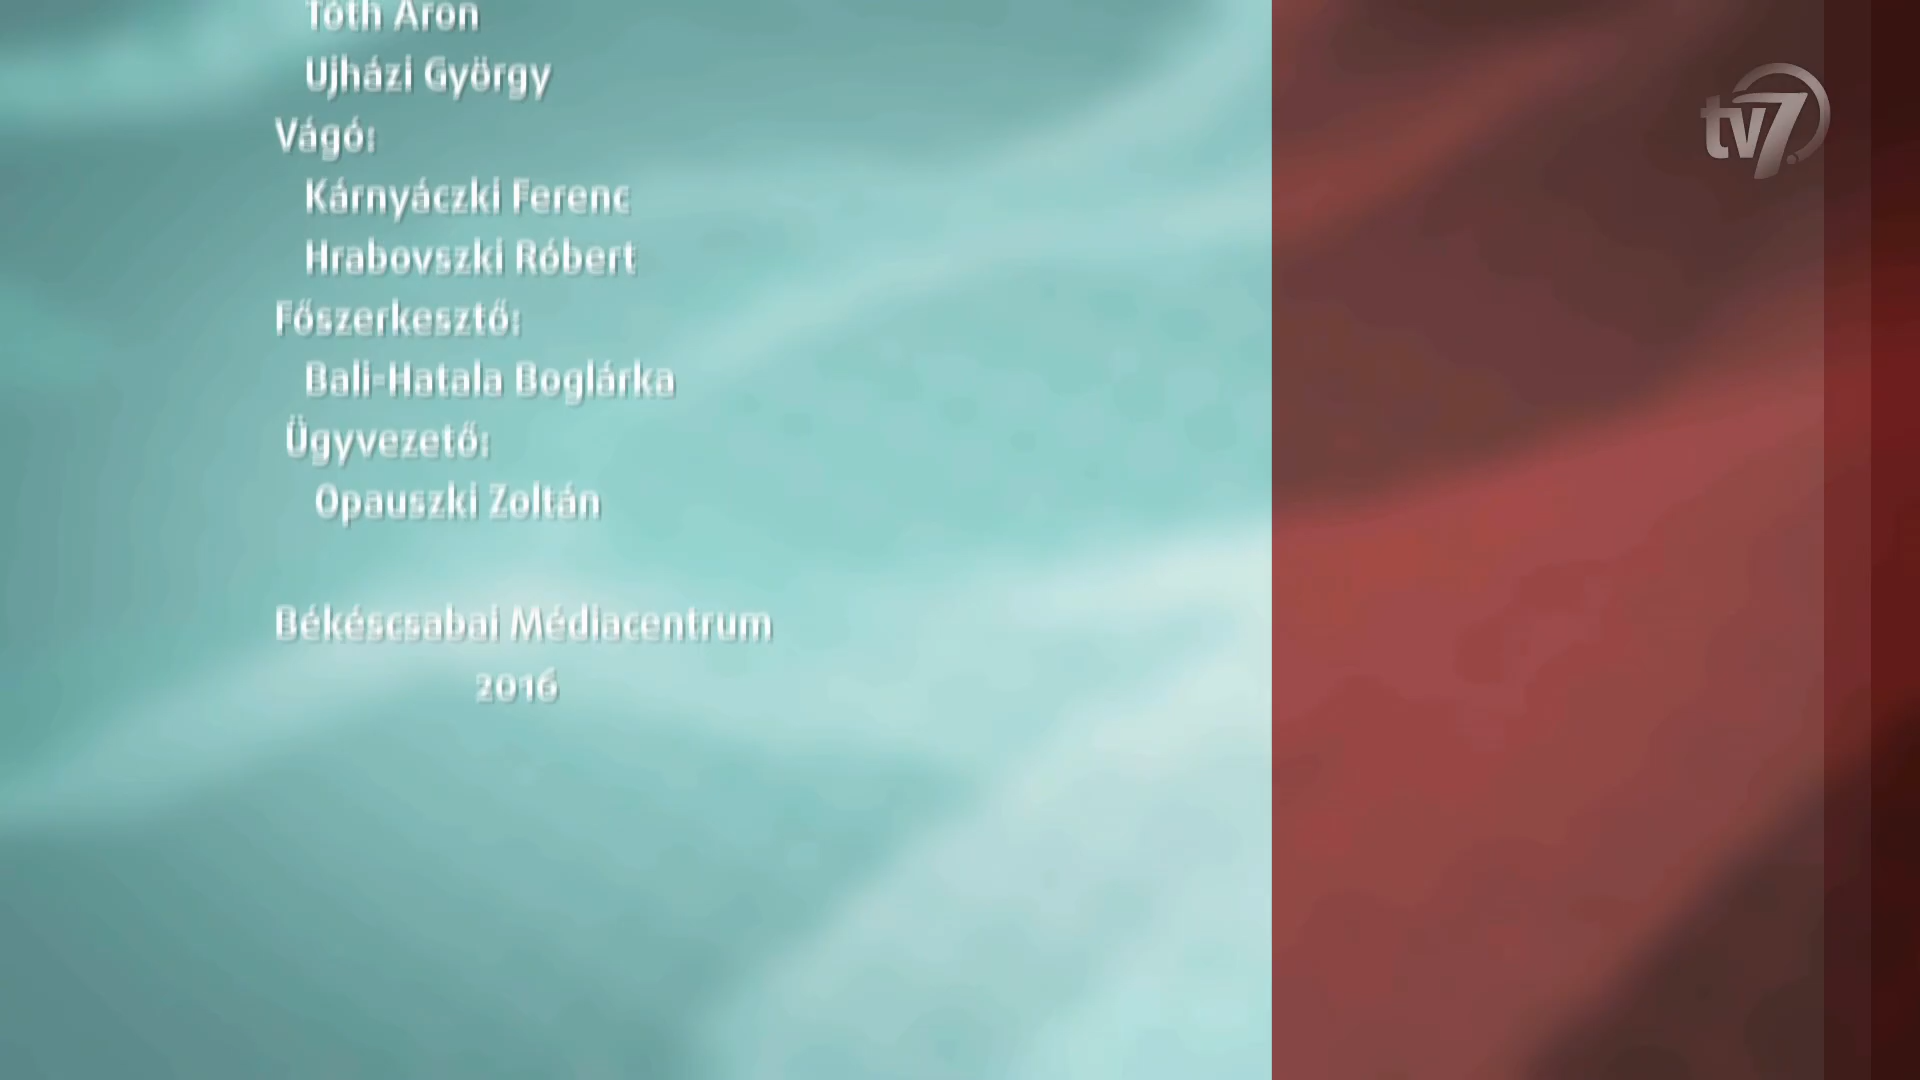 Tóth Áron
Ujházi György
Vágó:
Kárnyáczki Ferenc
Hrabovszki Róbert
Főszerkesztő:
Bali-Hatala Boglárka
Ügyvezető:
Opauszki Zoltán
Békéscsabai Médiacentrum
2016
tv7